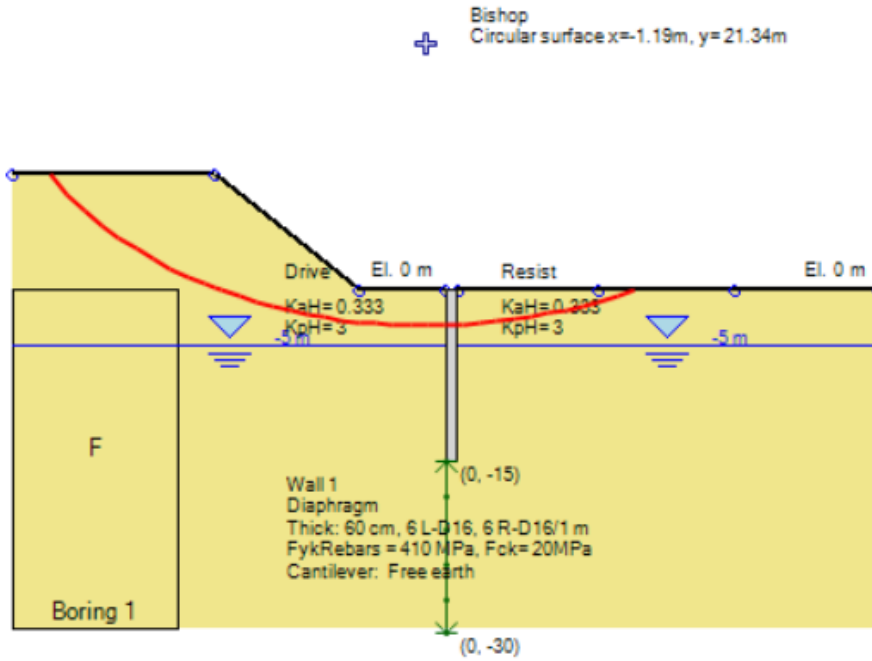 Bishop
Circular surface x=-1.19m, y=21.34m
Drive
El. 0 m
Resist
El. 0 m
KaH=0.333
KpH=3
KaH=0.333
KpH=3
-5 m
-5 m
F
(0, -15)
Wall 1
Diaphragm
Thick: 60 cm, 6 L-D16, 6 R-D16/1 m
FykRebars = 410 MPa, Fck= 20MPa
Cantilever: Free earth
Boring 1
(0, -30)